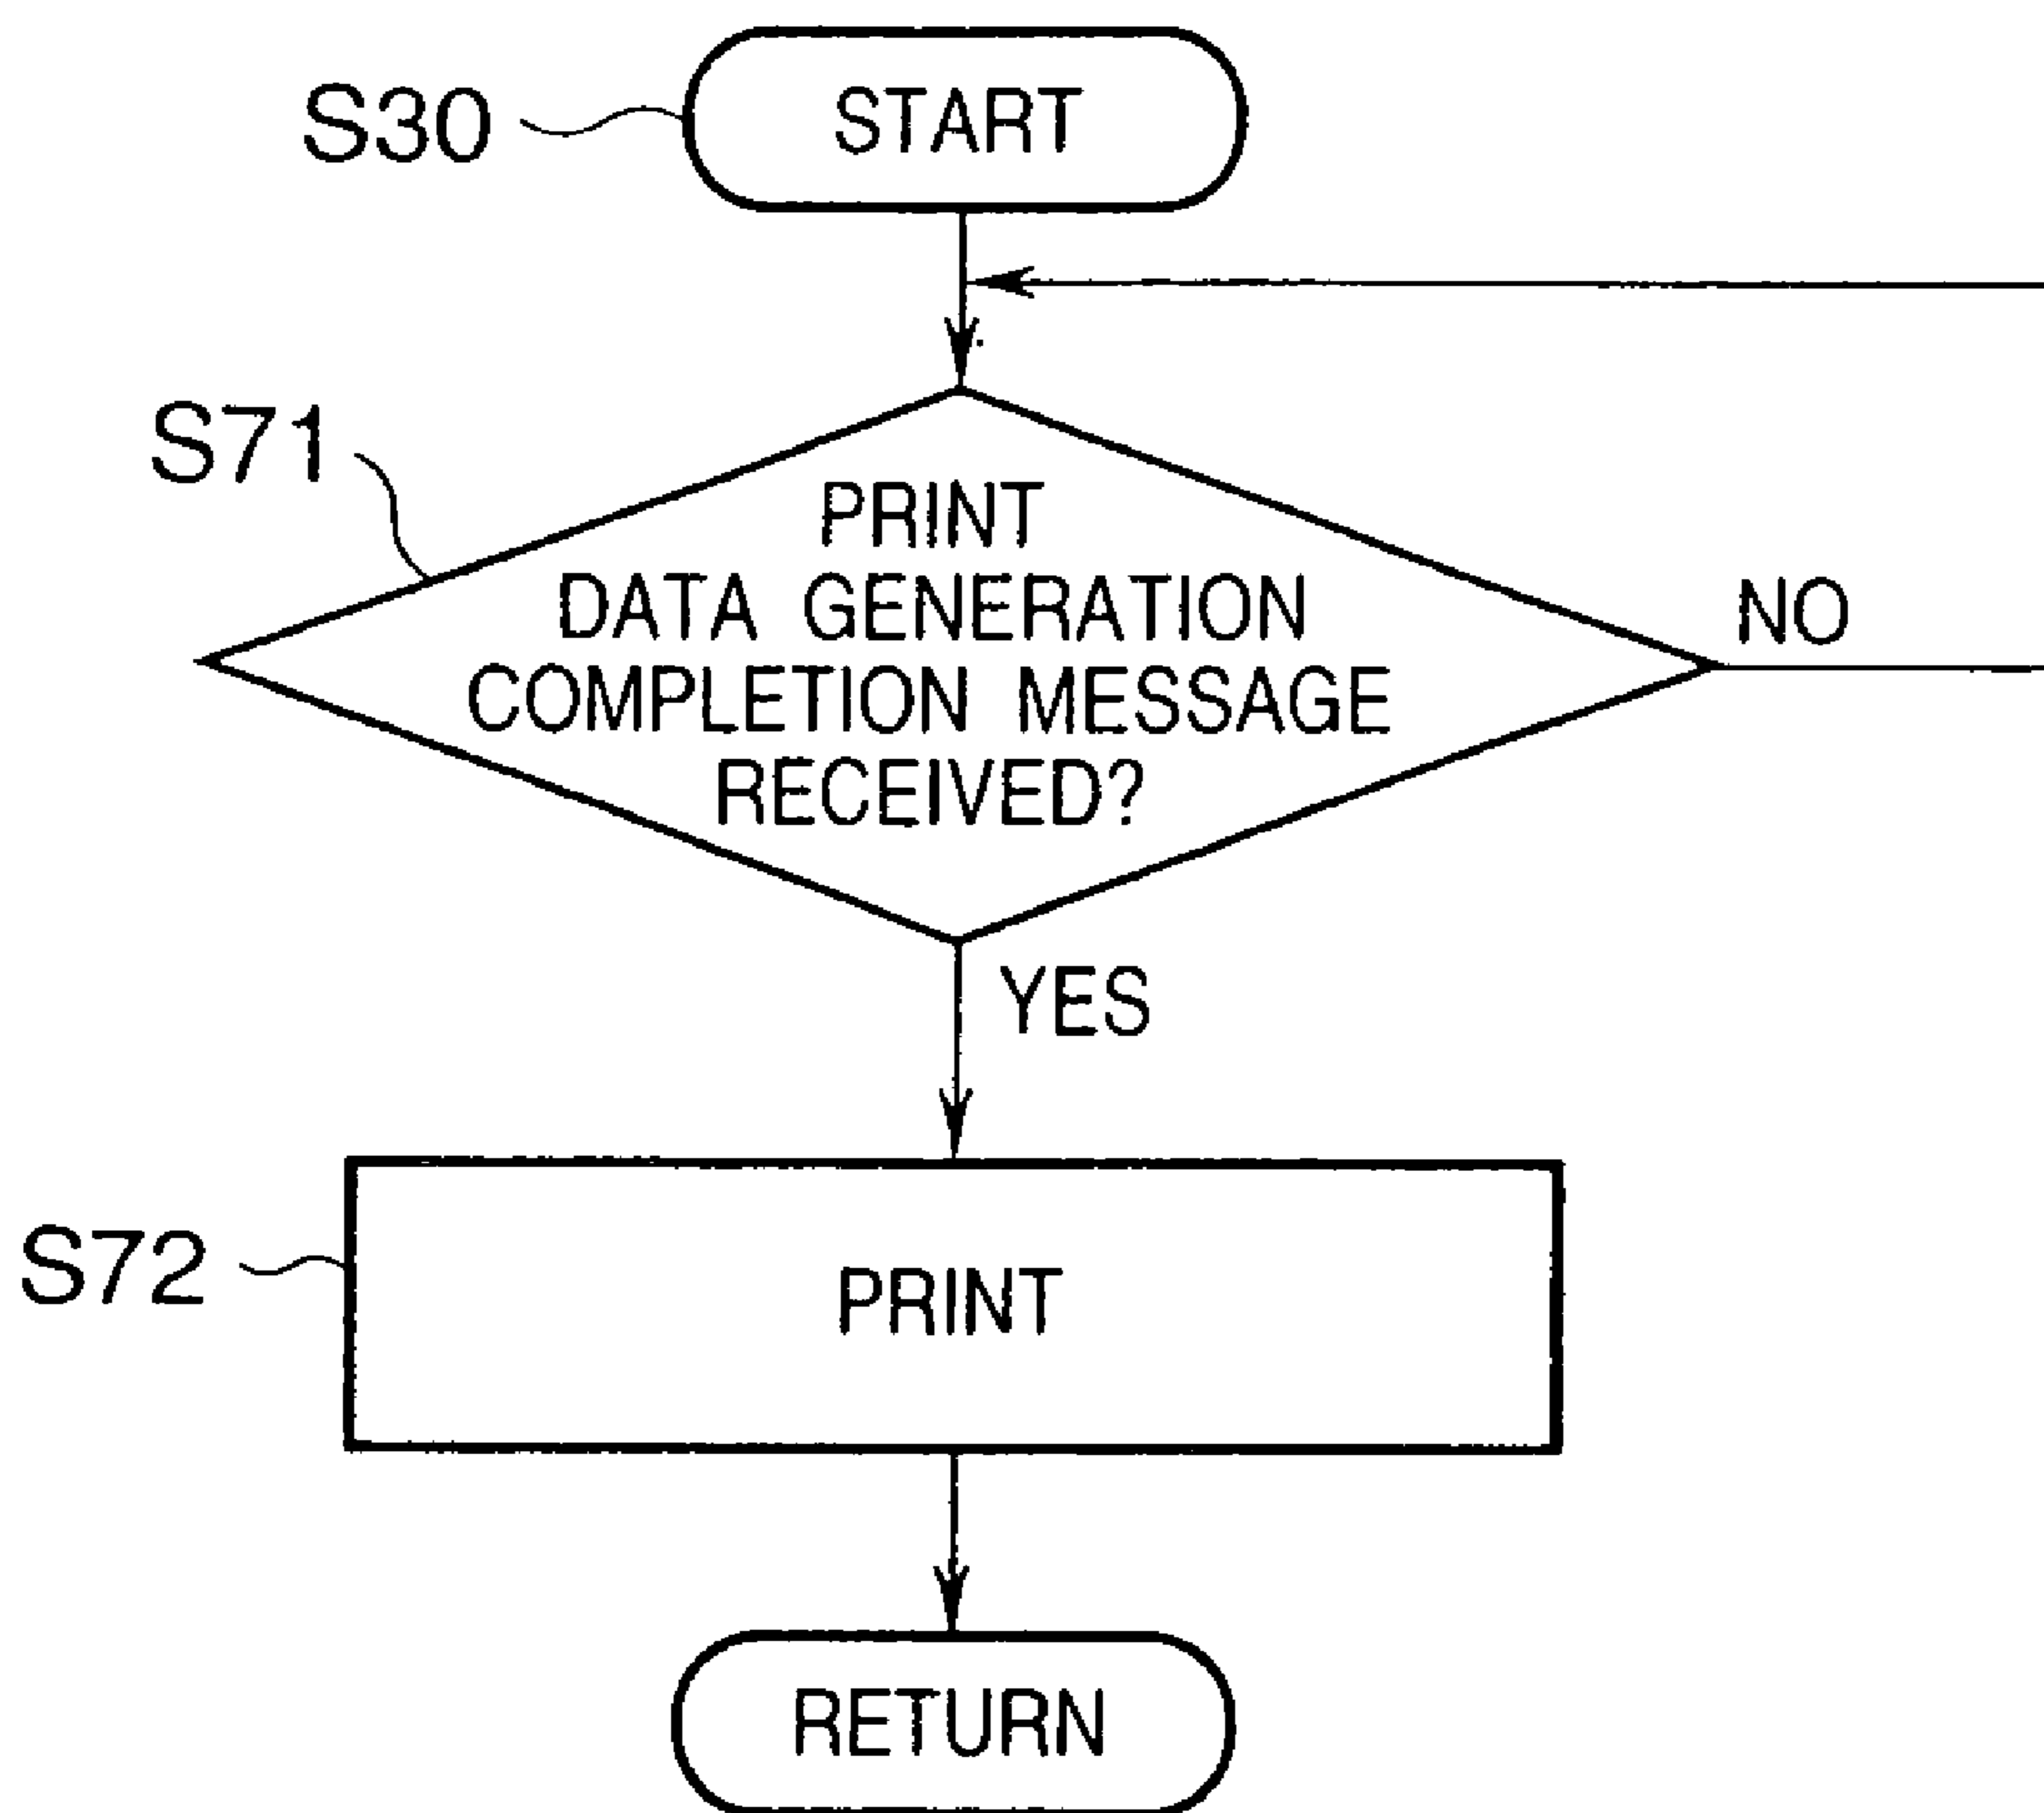 S30
START
S71
PRINT
DATA GENERATION
COMPLETION MESSAGE
RECEIVED?
NO
YES
S72
PRINT
RETURN